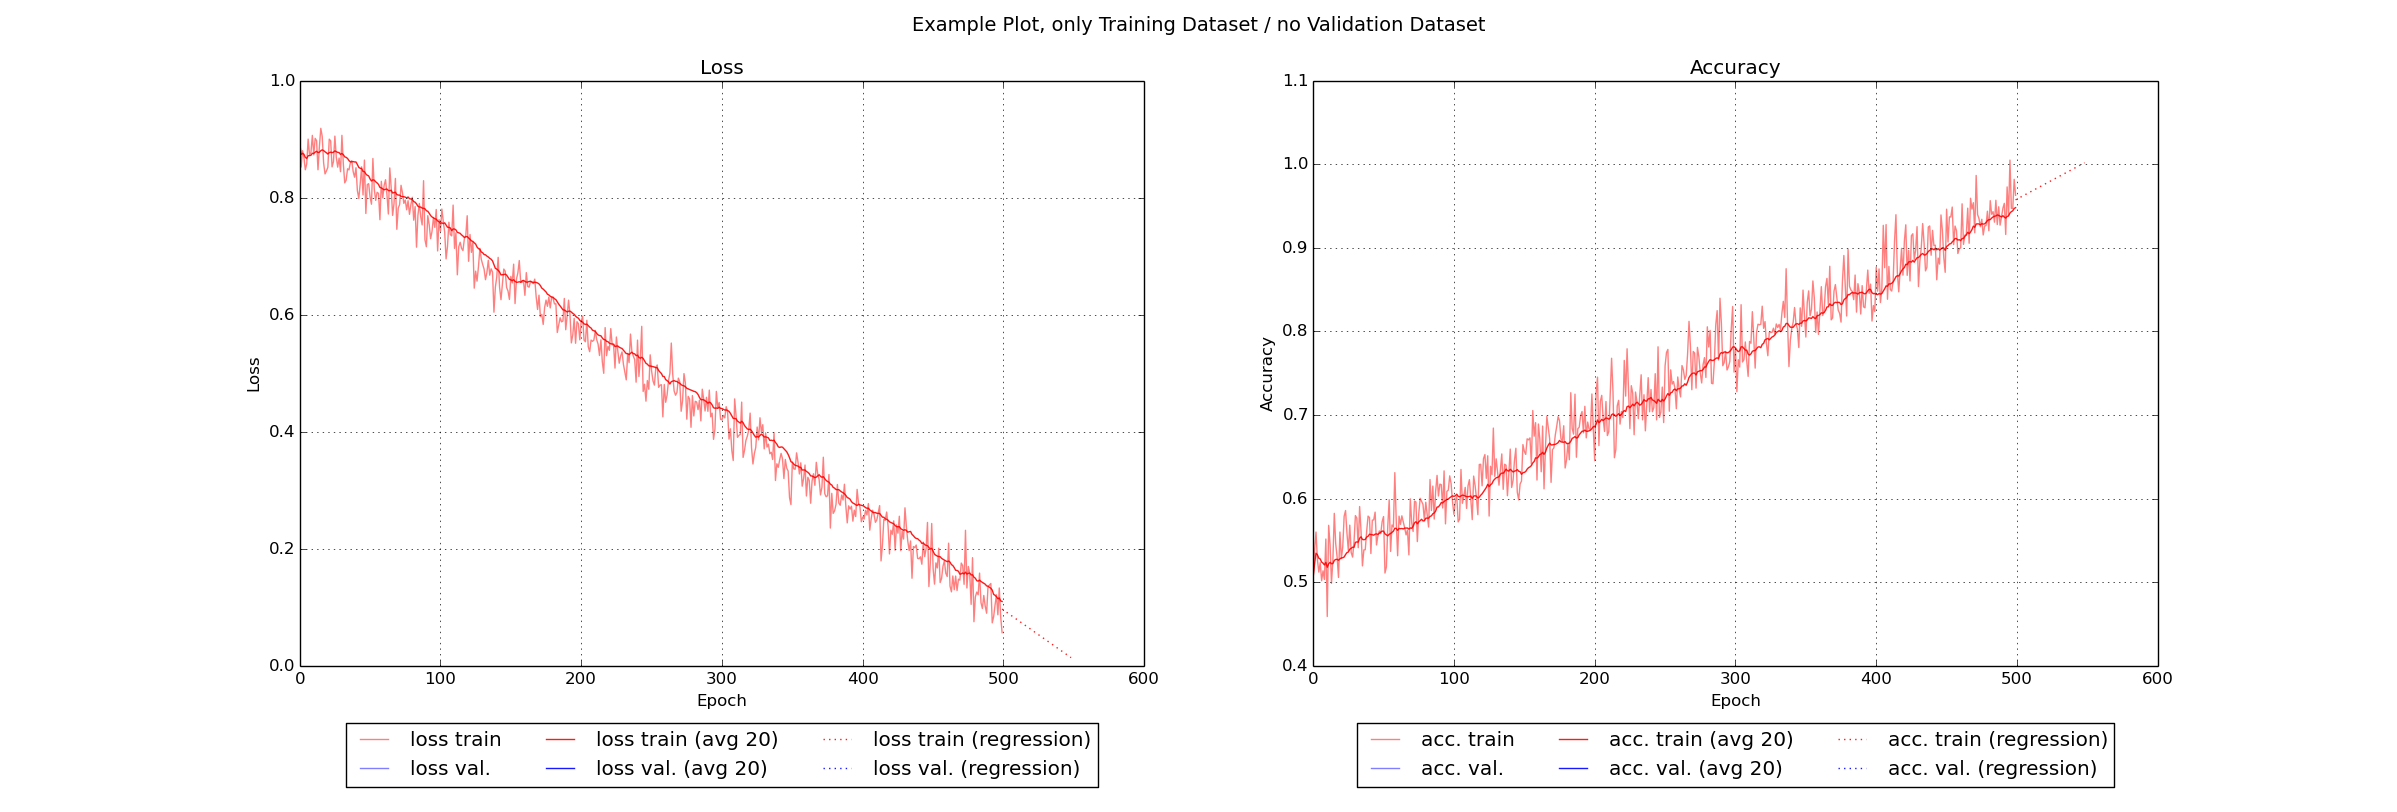 Example Plot, only Training Dataset / no Validation Dataset
Loss
1.0
0.8
0.6
0.4
0.2
0.0
Loss
0 100 200 300 400 500 600
Epoch
loss train loss train (avg 20) loss train (regression)
loss val. loss val. (avg 20) loss val. (regression)
Accuracy
1.1
1.0
0.9
0.8
0.7
0.6
0.5
0.4
Accuracy
0 100 200 300 400 500 600
Epoch
acc. train acc. train (avg 20) acc. train (regression)
acc. val. acc. val. (avg 20) acc. val. (regression)